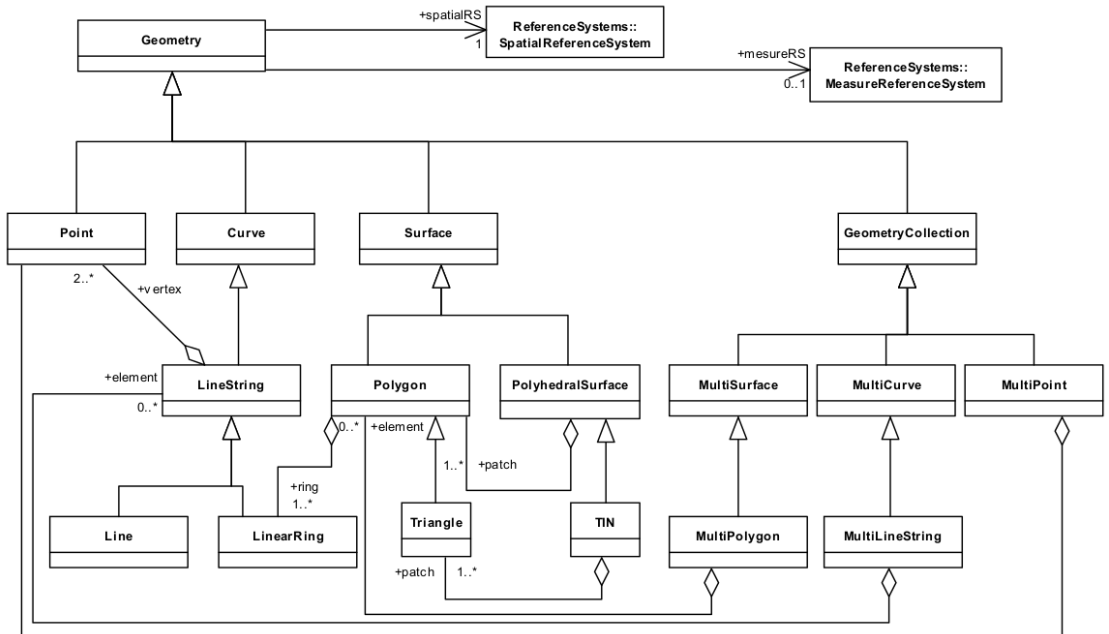 +spatialRS
1
ReferenceSystems::
SpatialReferenceSystem
Geometry
+mesureRS
0..1
ReferenceSystems::
MeasureReferenceSystem
Point
Curve
Surface
GeometryCollection
2..*
+vertex
+element
0..*
LineString
Polygon
PolyhedralSurface
MultiSurface
MultiCurve
MultiPoint
0..*
+element
1..*
+patch
+ring
1..*
Line
LinearRing
Triangle
TIN
MultiPolygon
MultiLineString
+patch
1..*